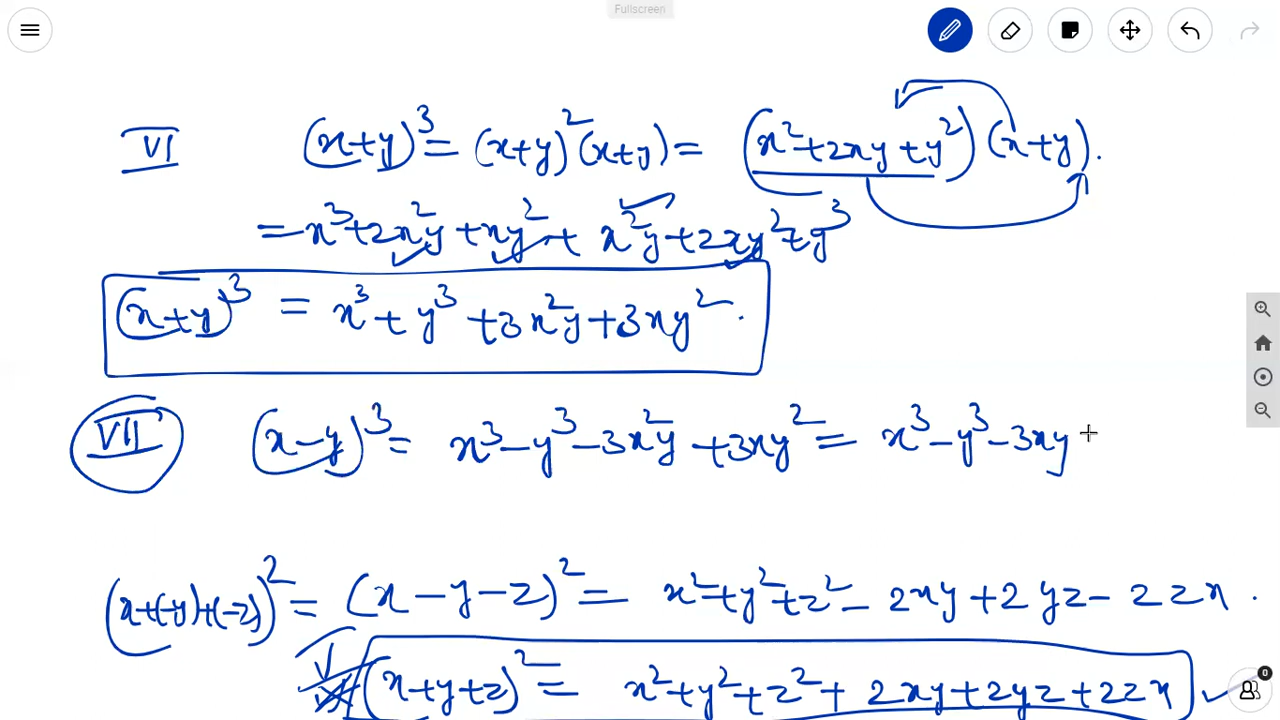 Fullscreen
VI (x+y)³ = (x+y)²(x+y) = (x²+2xy+y²)(x+y).
= x³+2x²y+xy²+x²y+2xy²+y³
(x+y)³ = x³+y³+3x²y+3xy².
VII (x-y)³ = x³-y³-3x²y+3xy² = x³-y³-3xy
(x+(-y)+(-z))² = (x-y-z)² = x²+y²+z²-2xy+2yz-2zx.
V (x+y+z)² = x²+y²+z²+2xy+2yz+2zx
0